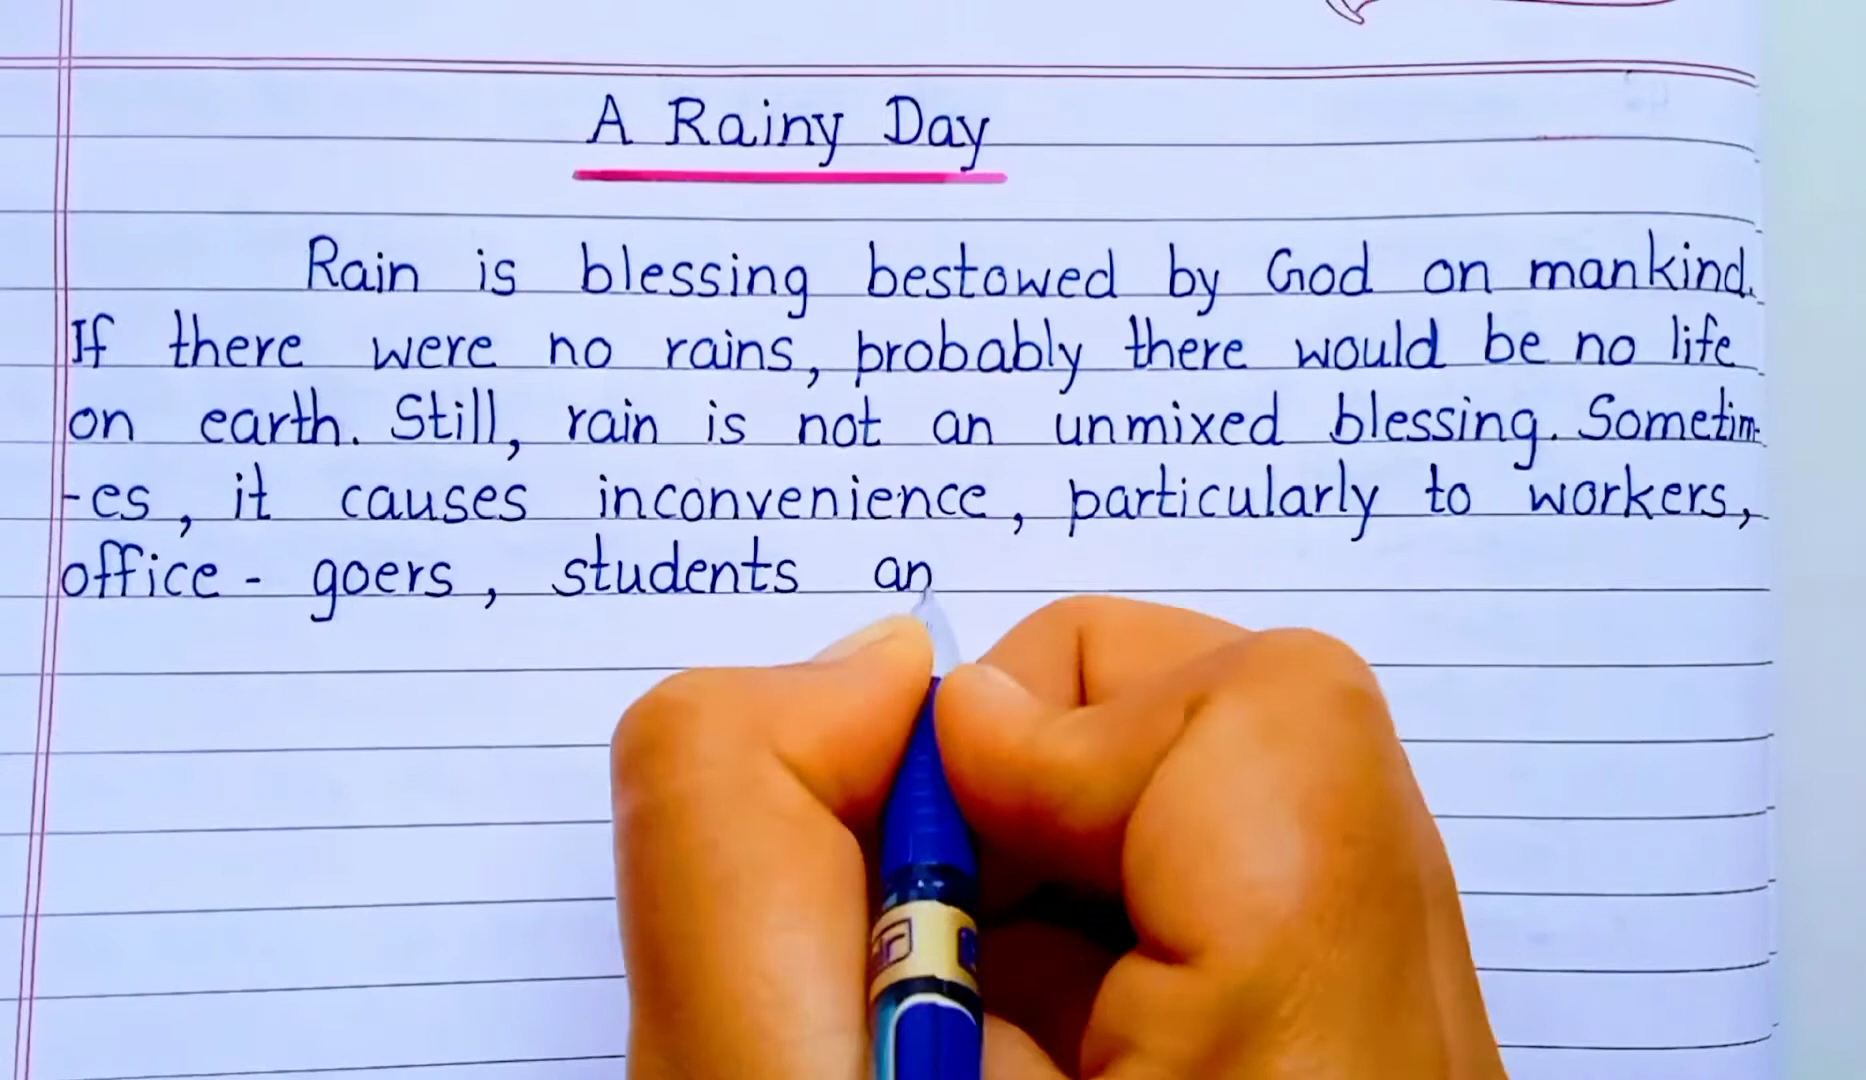 A Rainy Day
Rain is blessing bestowed by God on mankind.
If there were no rains, probably there would be no life
on earth. Still, rain is not an unmixed blessing. Sometim-
-es, it causes inconvenience, particularly to workers,
office - goers, students an